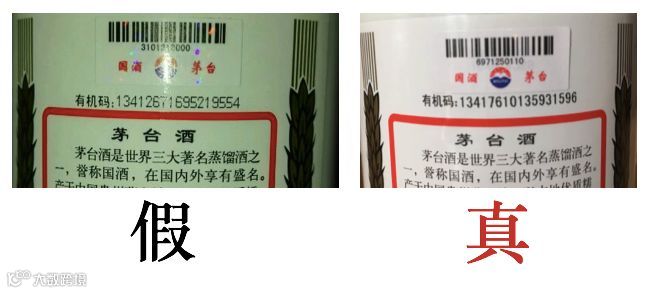 3101212000
国酒 茅台
有机码:13412671695219554
茅台酒
茅台酒是世界三大著名蒸馏酒之
一,誉称国酒,在国内外享有盛名。
假
6971250110
国酒 茅台
有机码:13417610135931596
茅台酒
茅台酒是世界三大著名蒸馏酒之
一,誉称国酒,在国内外享有盛名。
真
大数跨境